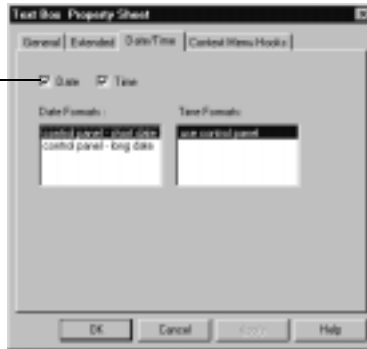 Text Box Property Sheet
General Extended Date/Time Context Menu Hooks
Date Time
Date Formats : Time Formats:
control panel - short date use control panel
control panel - long date
OK Cancel Apply Help